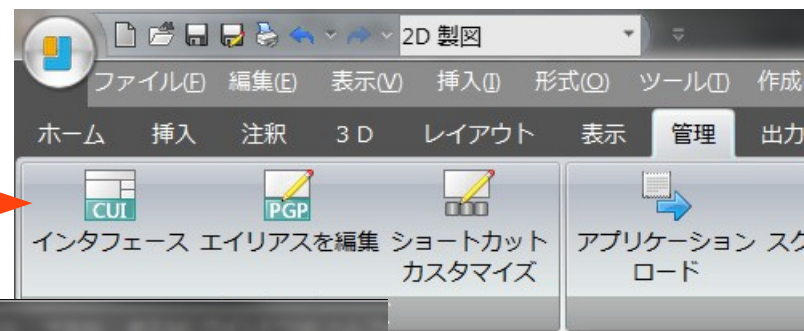 2D 製図
ファイル(F) 編集(E) 表示(V) 挿入(I) 形式(O) ツール(T) 作成
ホーム 挿入 注釈 3D レイアウト 表示 管理 出力
CUI PGP
インタフェース エイリアスを編集 ショートカット アプリケーション スク
カスタマイズ ロード